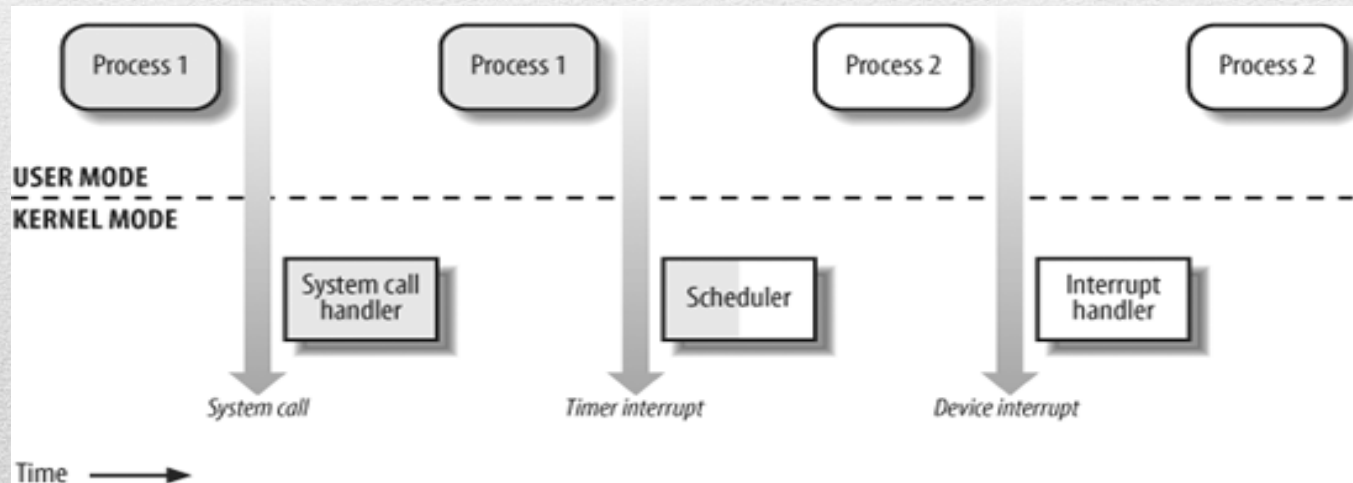 Process 1
Process 1
Process 2
Process 2
USER MODE
KERNEL MODE
System call
handler
Scheduler
Interrupt
handler
System call
Timer interrupt
Device interrupt
Time